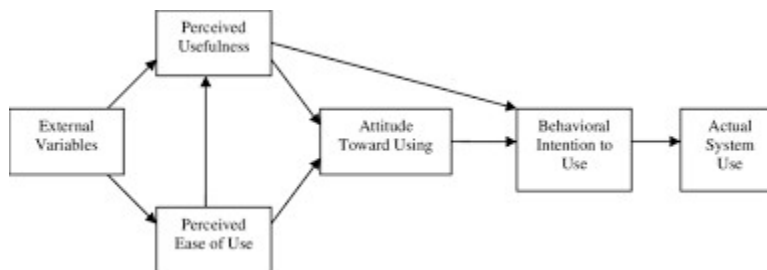 Perceived
Usefulness
External
Variables
Attitude
Toward Using
Behavioral
Intention to
Use
Actual
System
Use
Perceived
Ease of Use